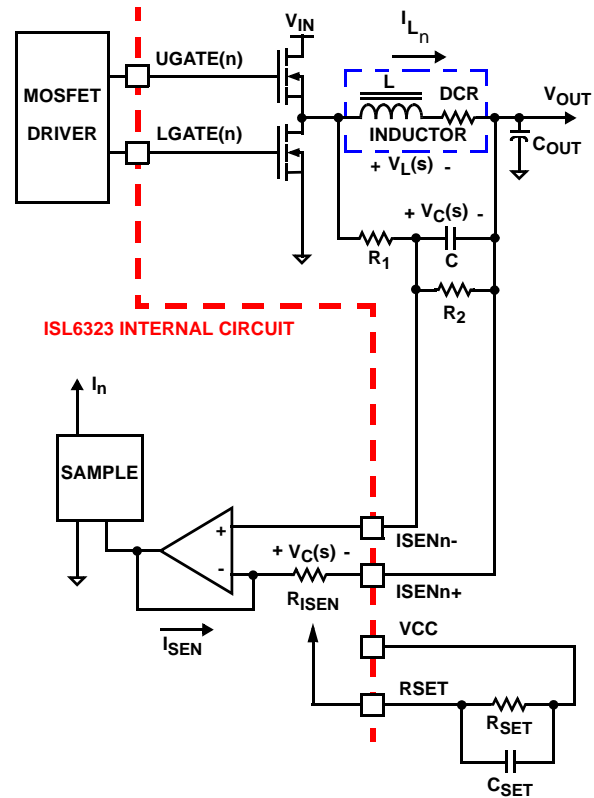 V_IN
I_Ln
UGATE(n)
MOSFET
DRIVER
LGATE(n)
L
DCR
INDUCTOR
V_OUT
C_OUT
+ V_L(s) -
+ V_C(s) -
R_1
C
R_2
ISL6323 INTERNAL CIRCUIT
I_n
SAMPLE
+
-
+ V_C(s) -
R_ISEN
ISENn-
ISENn+
I_SEN
VCC
RSET
R_SET
C_SET